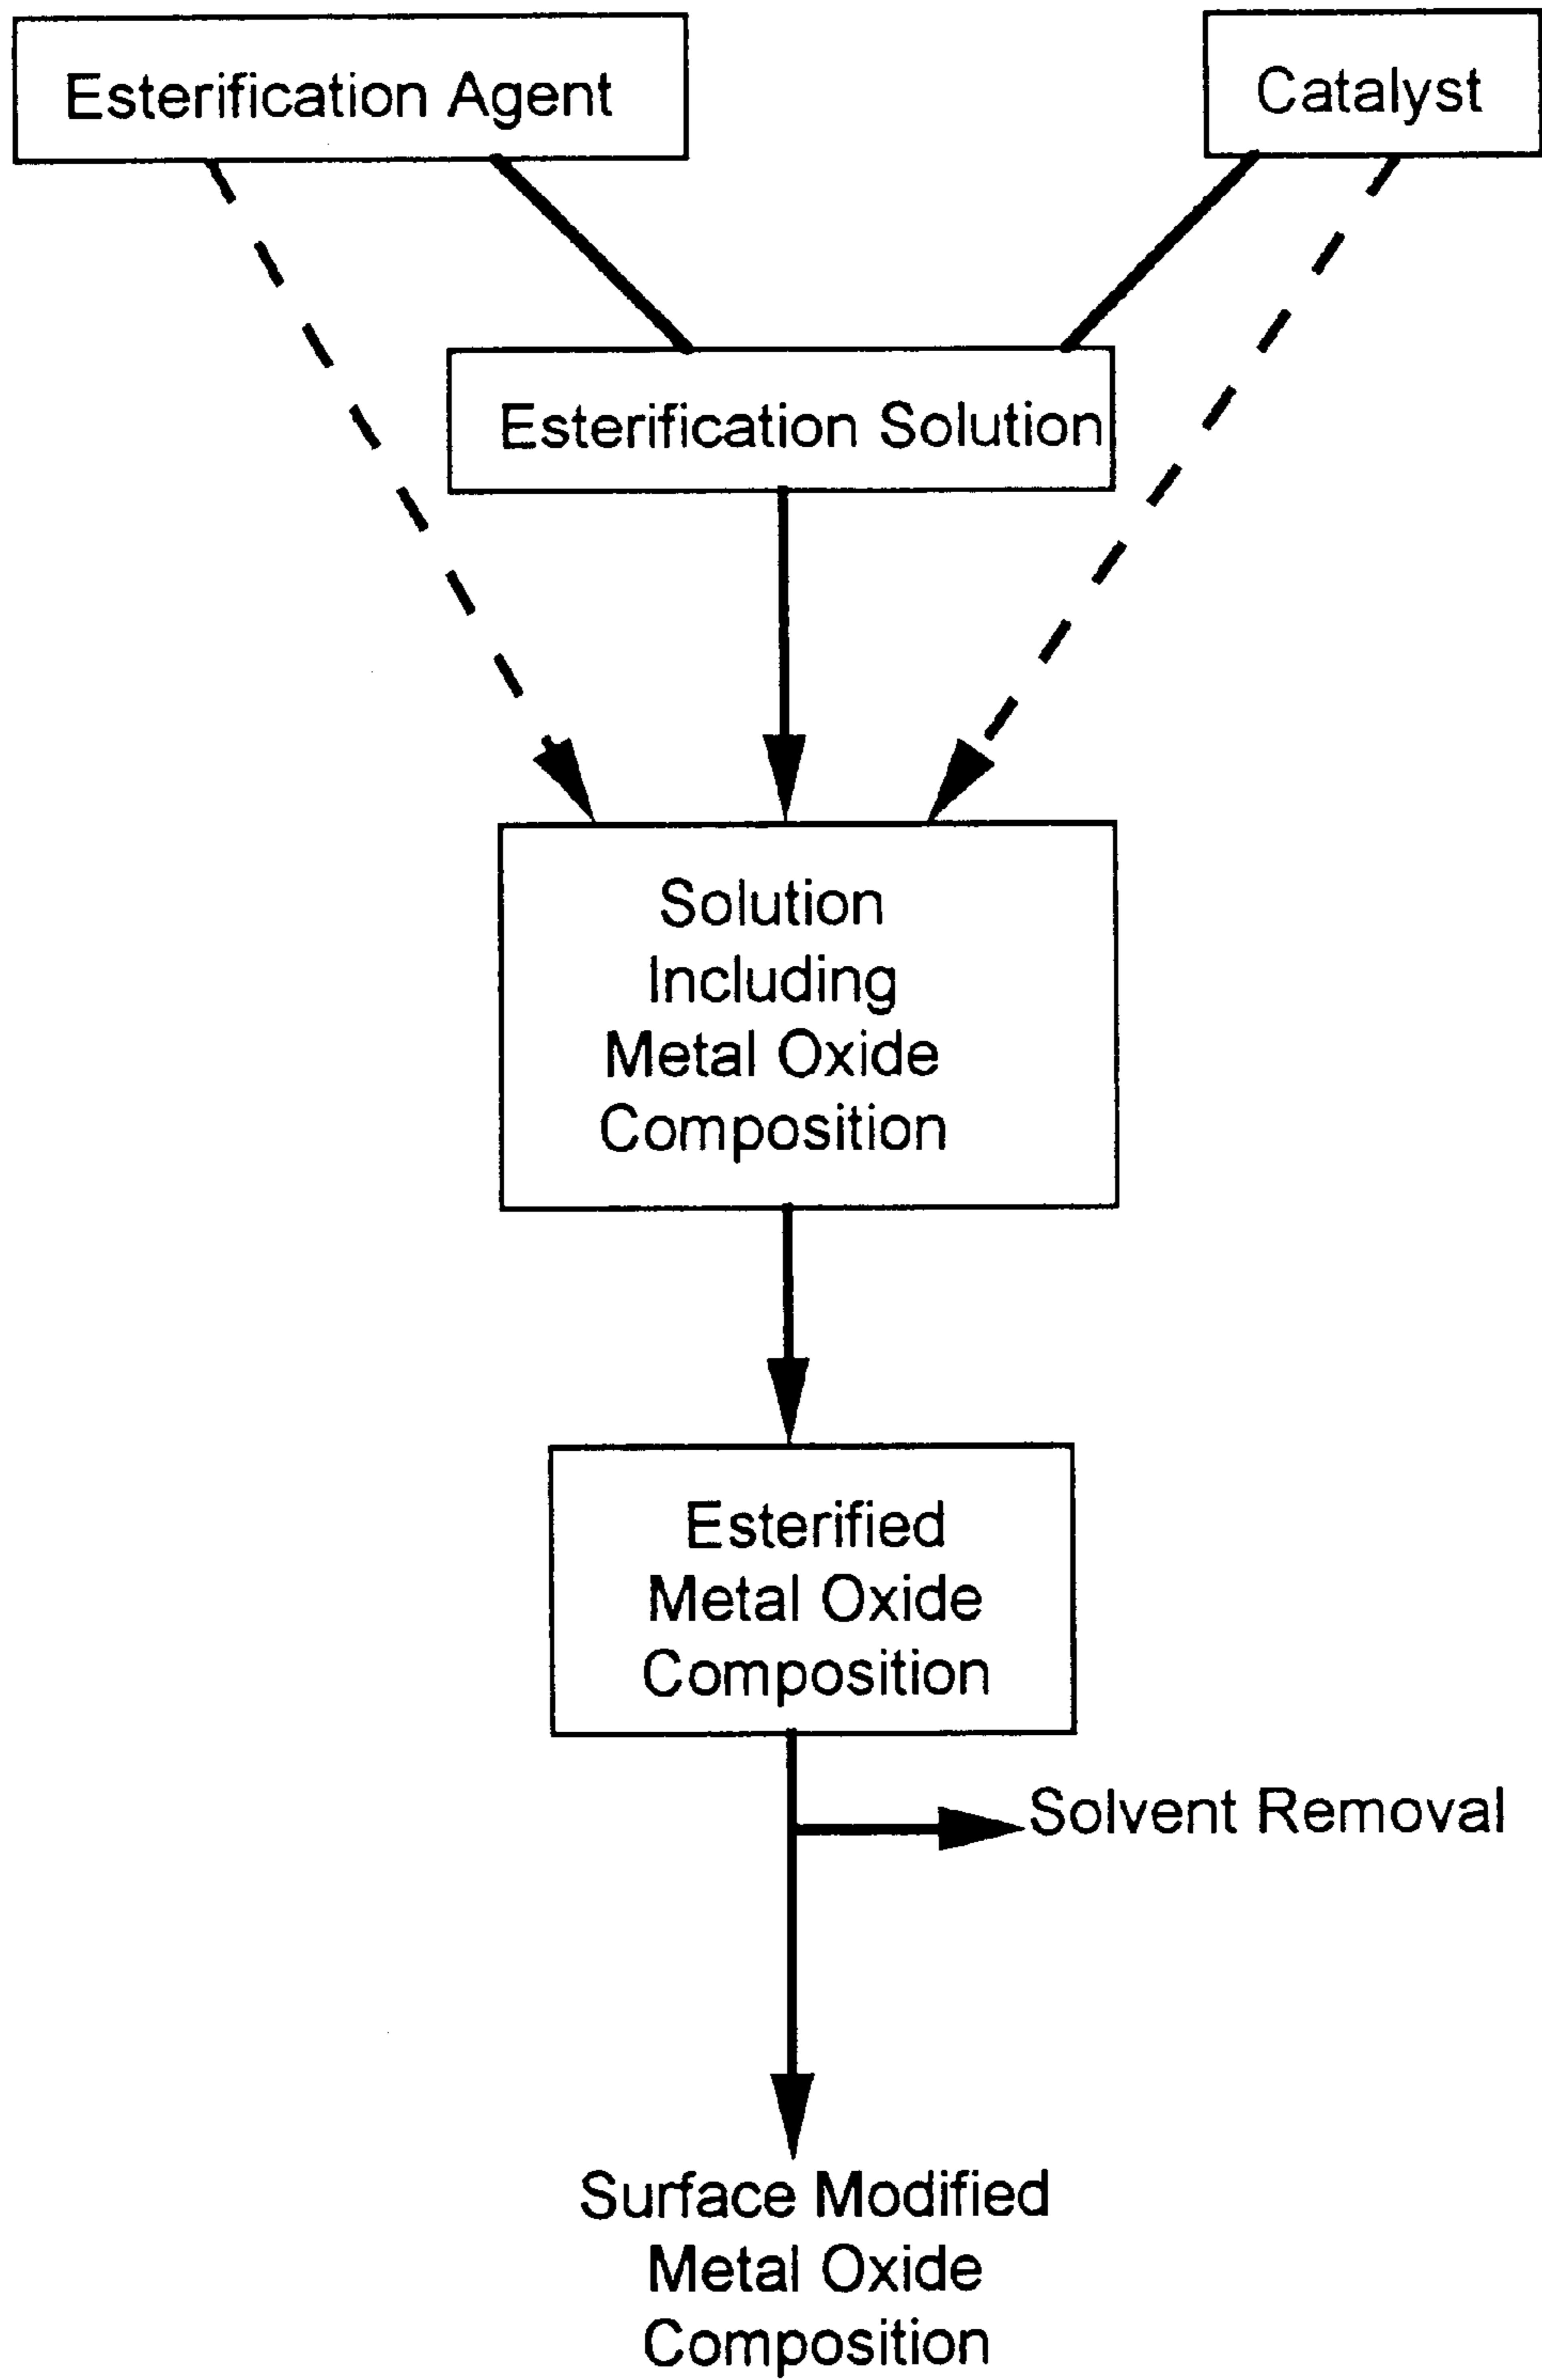 Esterification Agent
Catalyst
Esterification Solution
Solution
Including
Metal Oxide
Composition
Esterified
Metal Oxide
Composition
Solvent Removal
Surface Modified
Metal Oxide
Composition